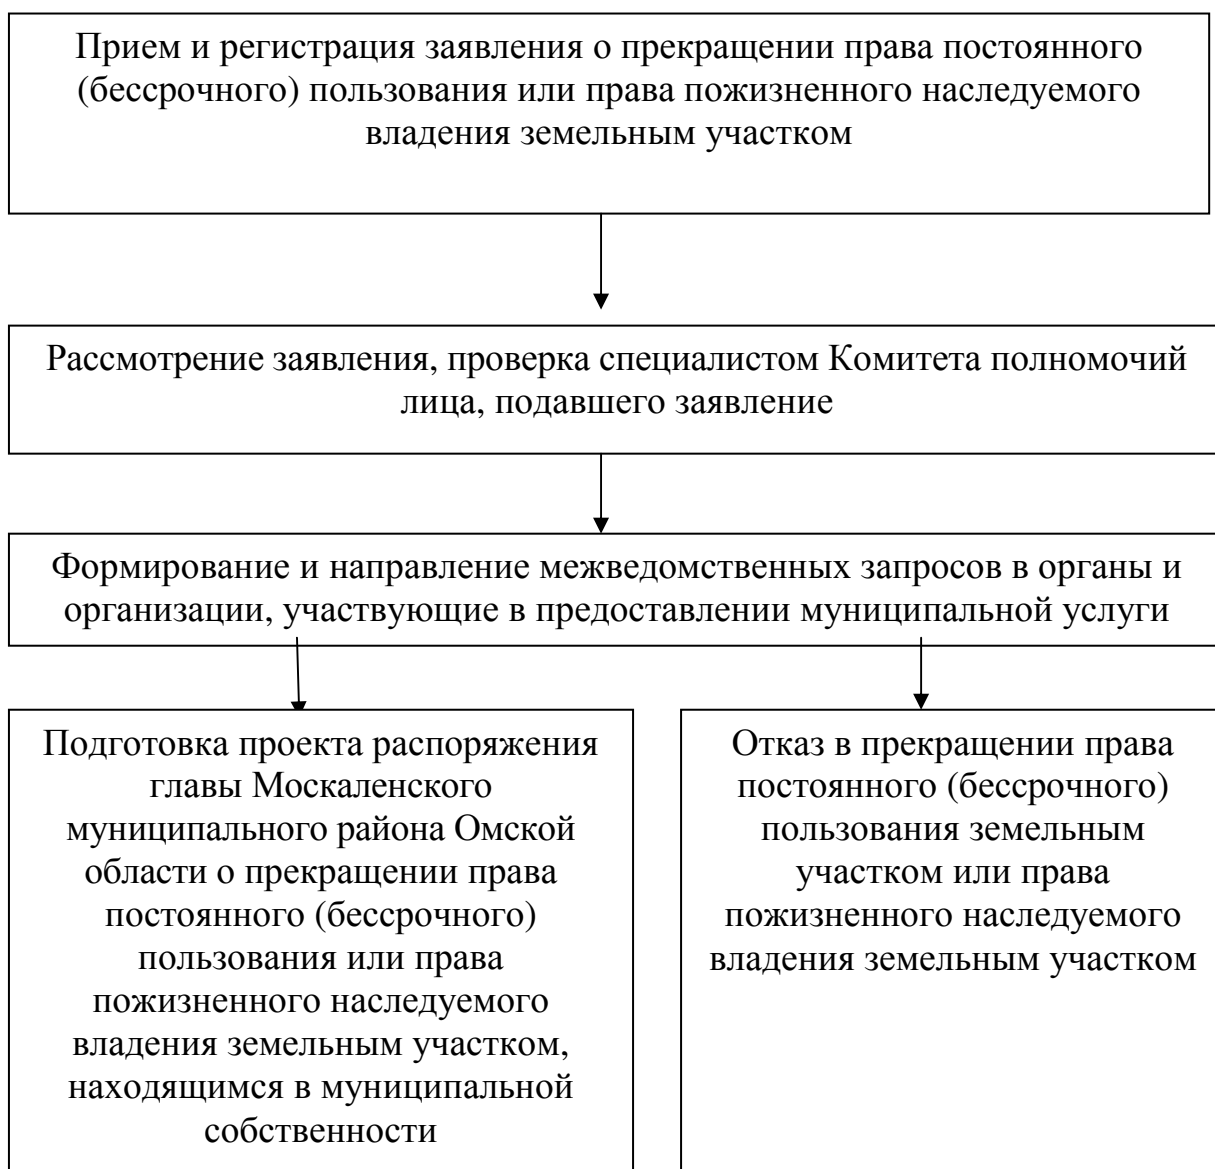 Прием и регистрация заявления о прекращении права постоянного
(бессрочного) пользования или права пожизненного наследуемого
владения земельным участком
Рассмотрение заявления, проверка специалистом Комитета полномочий
лица, подавшего заявление
Формирование и направление межведомственных запросов в органы и
организации, участвующие в предоставлении муниципальной услуги
Подготовка проекта распоряжения
главы Москаленского
муниципального района Омской
области о прекращении права
постоянного (бессрочного)
пользования или права
пожизненного наследуемого
владения земельным участком,
находящимся в муниципальной
собственности
Отказ в прекращении права
постоянного (бессрочного)
пользования земельным
участком или права
пожизненного наследуемого
владения земельным участком